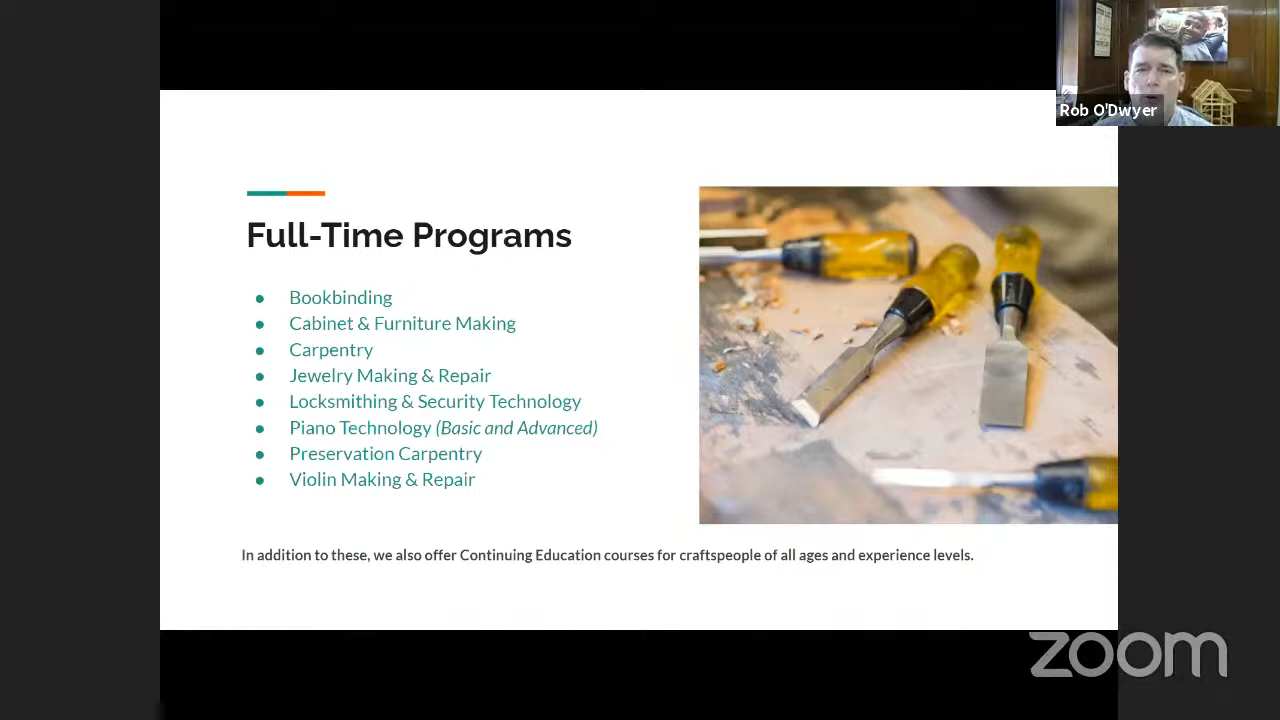 Rob O'Dwyer
Full-Time Programs
● Bookbinding
● Cabinet & Furniture Making
● Carpentry
● Jewelry Making & Repair
● Locksmithing & Security Technology
● Piano Technology (Basic and Advanced)
● Preservation Carpentry
● Violin Making & Repair
In addition to these, we also offer Continuing Education courses for craftspeople of all ages and experience levels.
zoom